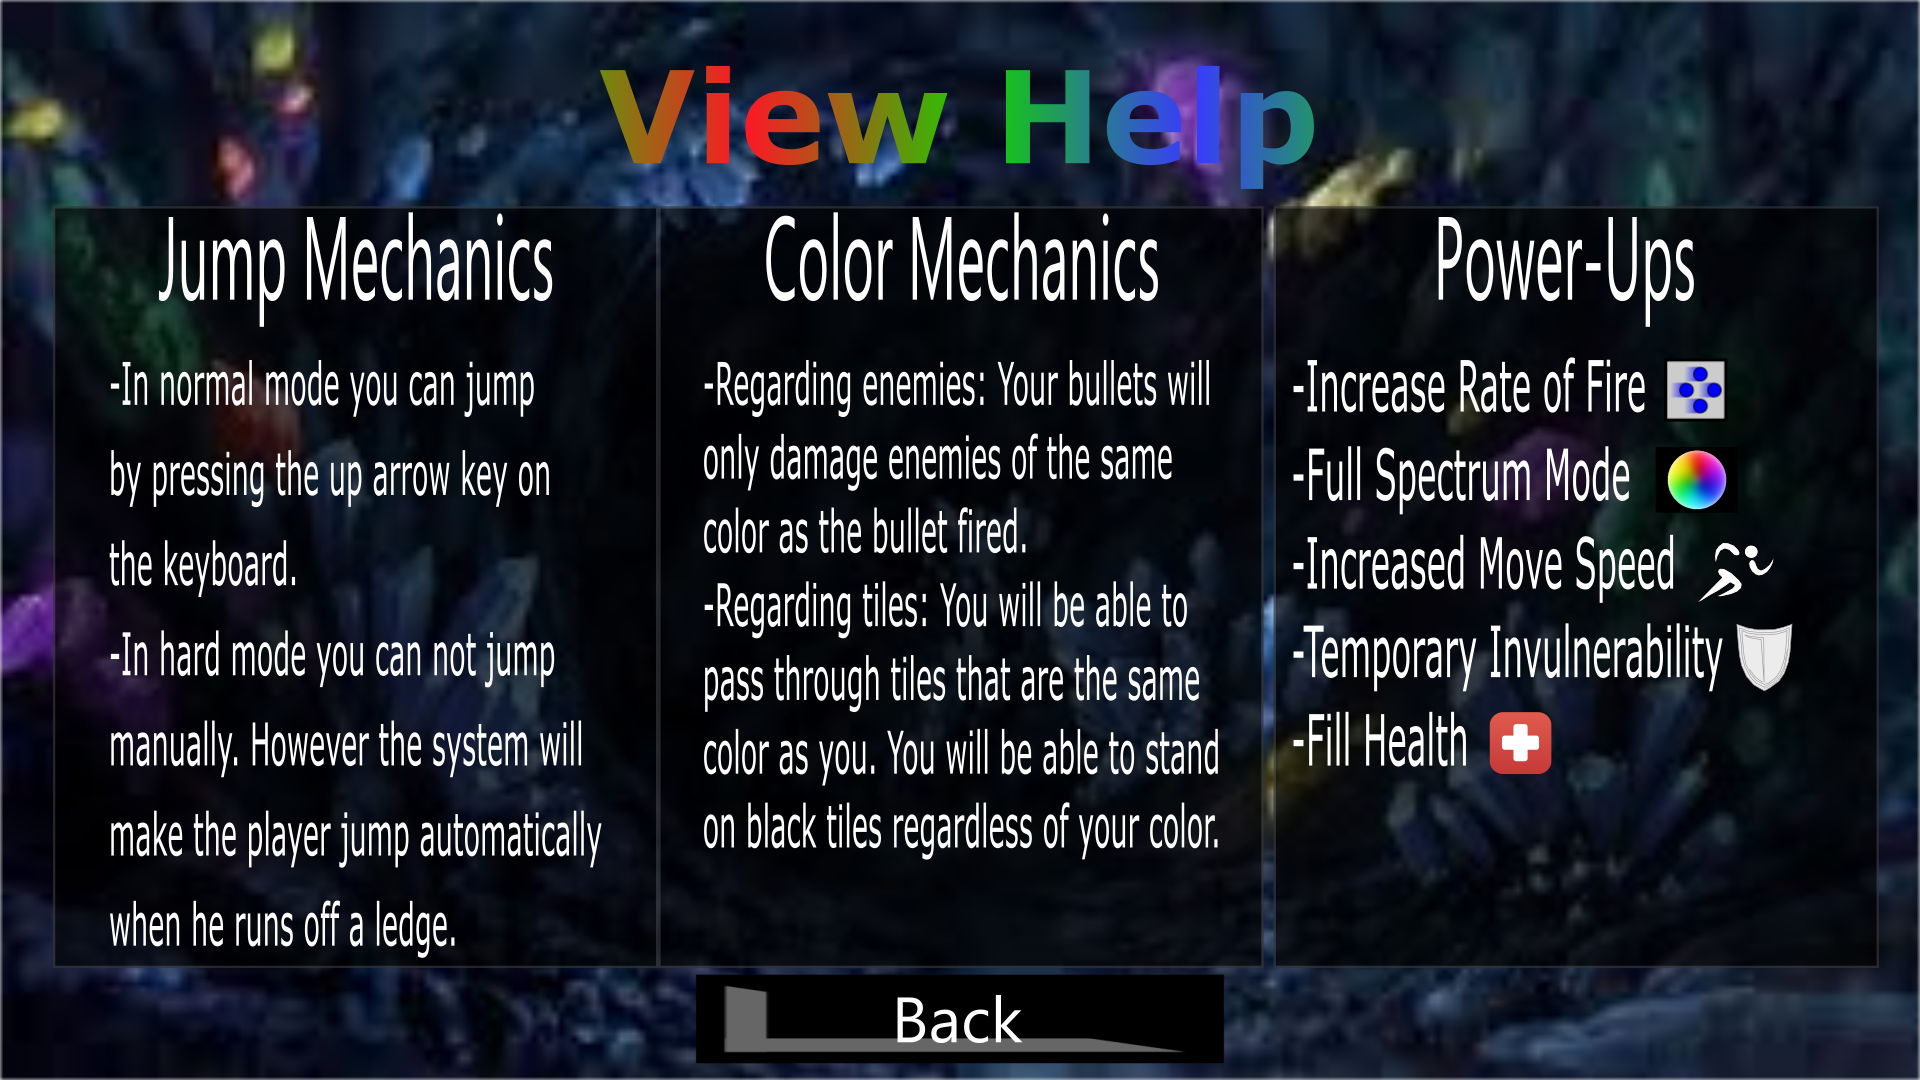 View Help
Jump Mechanics
-In normal mode you can jump
by pressing the up arrow key on
the keyboard.
-In hard mode you can not jump
manually. However the system will
make the player jump automatically
when he runs off a ledge.
Color Mechanics
-Regarding enemies: Your bullets will
only damage enemies of the same
color as the bullet fired.
-Regarding tiles: You will be able to
pass through tiles that are the same
color as you. You will be able to stand
on black tiles regardless of your color.
Power-Ups
-Increase Rate of Fire
-Full Spectrum Mode
-Increased Move Speed
-Temporary Invulnerability
-Fill Health
Back